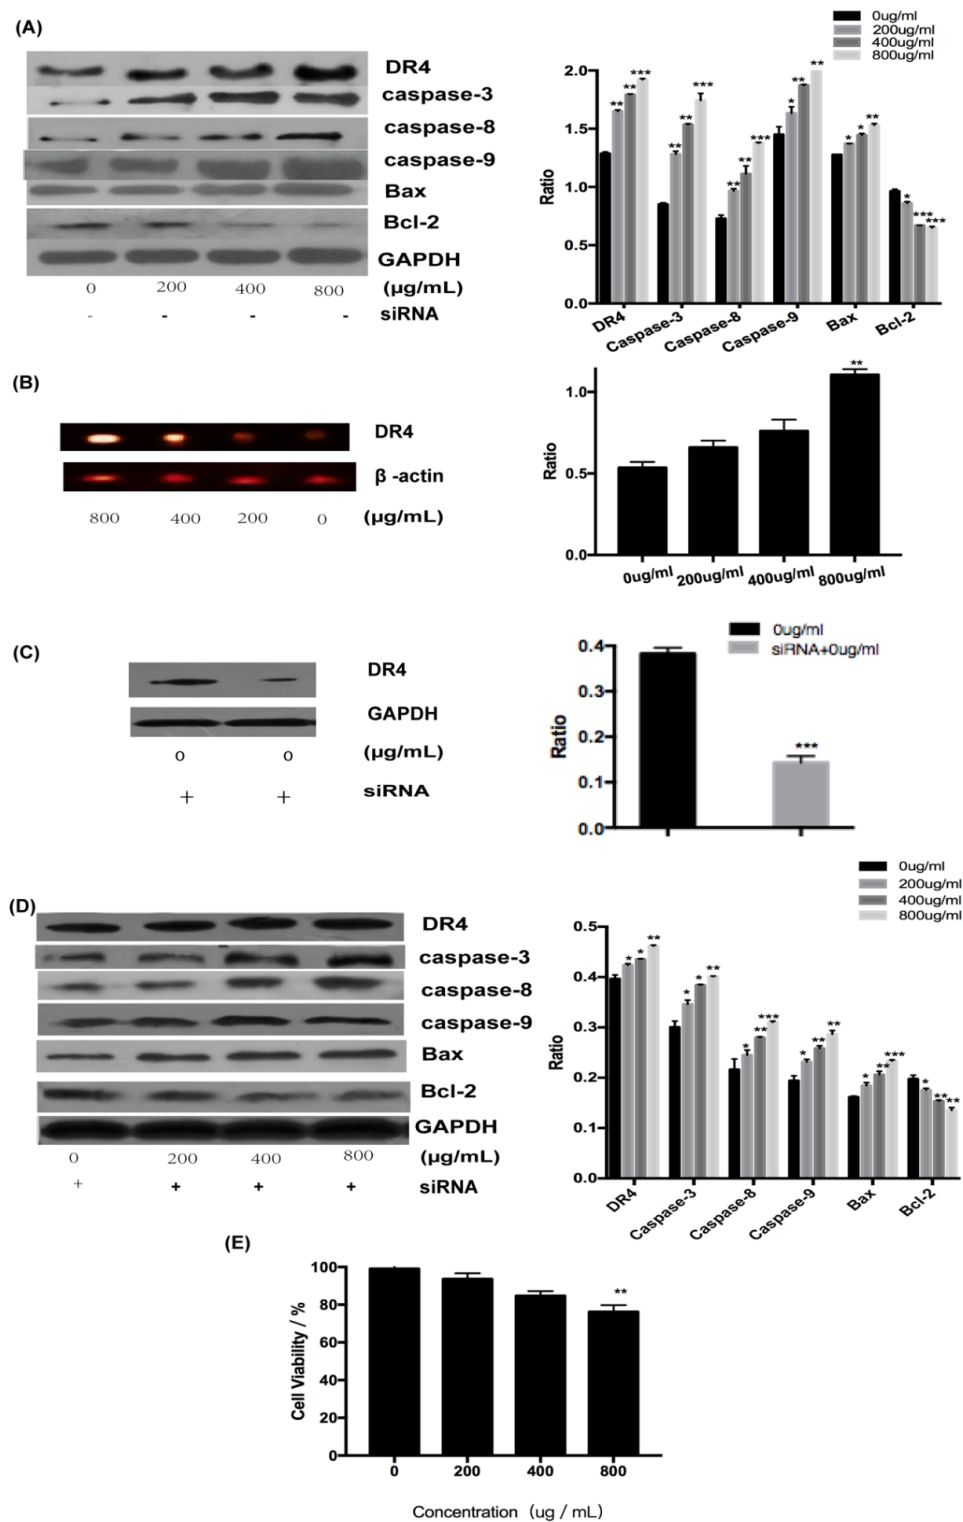 (A)
DR4
caspase-3
caspase-8
caspase-9
Bax
Bcl-2
GAPDH
0 200 400 800 (μg/mL)
- - - - siRNA
0ug/ml
200ug/ml
400ug/ml
800ug/ml
Ratio
2.0
1.5
1.0
0.5
0.0
** ** *** ** ** *** ** ** *** * ** ** * * ** * *** ***
DR4 Caspase-3 Caspase-8 Caspase-9 Bax Bcl-2
(B)
DR4
β -actin
800 400 200 0 (μg/mL)
Ratio
1.0
0.5
0.0
**
0ug/ml 200ug/ml 400ug/ml 800ug/ml
(C)
DR4
GAPDH
0 0 (μg/mL)
+ + siRNA
0ug/ml
siRNA+0ug/ml
Ratio
0.4
0.3
0.2
0.1
0.0
***
(D)
DR4
caspase-3
caspase-8
caspase-9
Bax
Bcl-2
GAPDH
0 200 400 800 (μg/mL)
+ + + + siRNA
0ug/ml
200ug/ml
400ug/ml
800ug/ml
Ratio
0.5
0.4
0.3
0.2
0.1
0.0
* * ** * * ** * ** *** * ** ** * ** *** * ** **
DR4 Caspase-3 Caspase-8 Caspase-9 Bax Bcl-2
(E)
Cell Viability / %
100
80
60
40
20
0
**
0 200 400 800
Concentration (ug / mL)